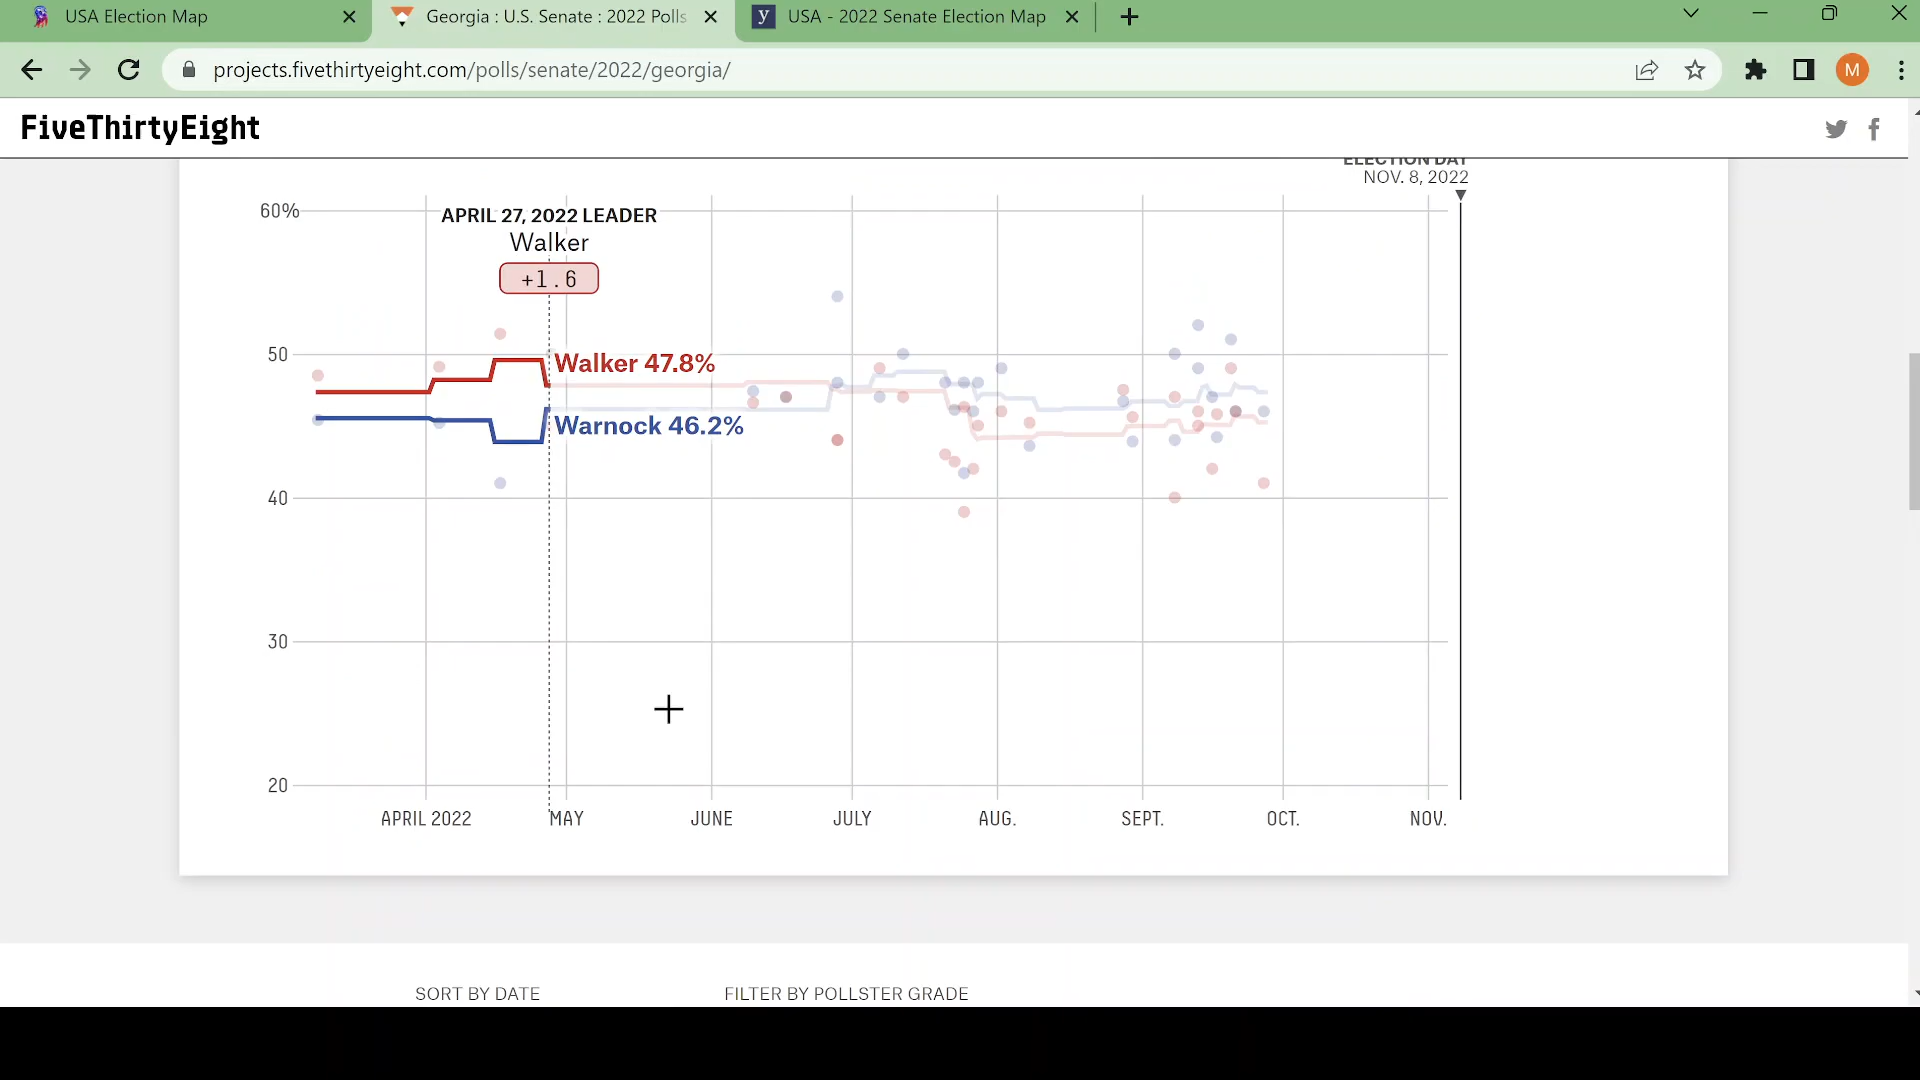 USA Election Map
Georgia : U.S. Senate : 2022 Polls
y USA - 2022 Senate Election Map
projects.fivethirtyeight.com/polls/senate/2022/georgia/
M
FiveThirtyEight
ELECTION DAY
NOV. 8, 2022
60%
APRIL 27, 2022 LEADER
Walker
+1.6
50
Walker 47.8%
Warnock 46.2%
40
30
20
APRIL 2022 MAY JUNE JULY AUG. SEPT. OCT. NOV.
SORT BY DATE FILTER BY POLLSTER GRADE